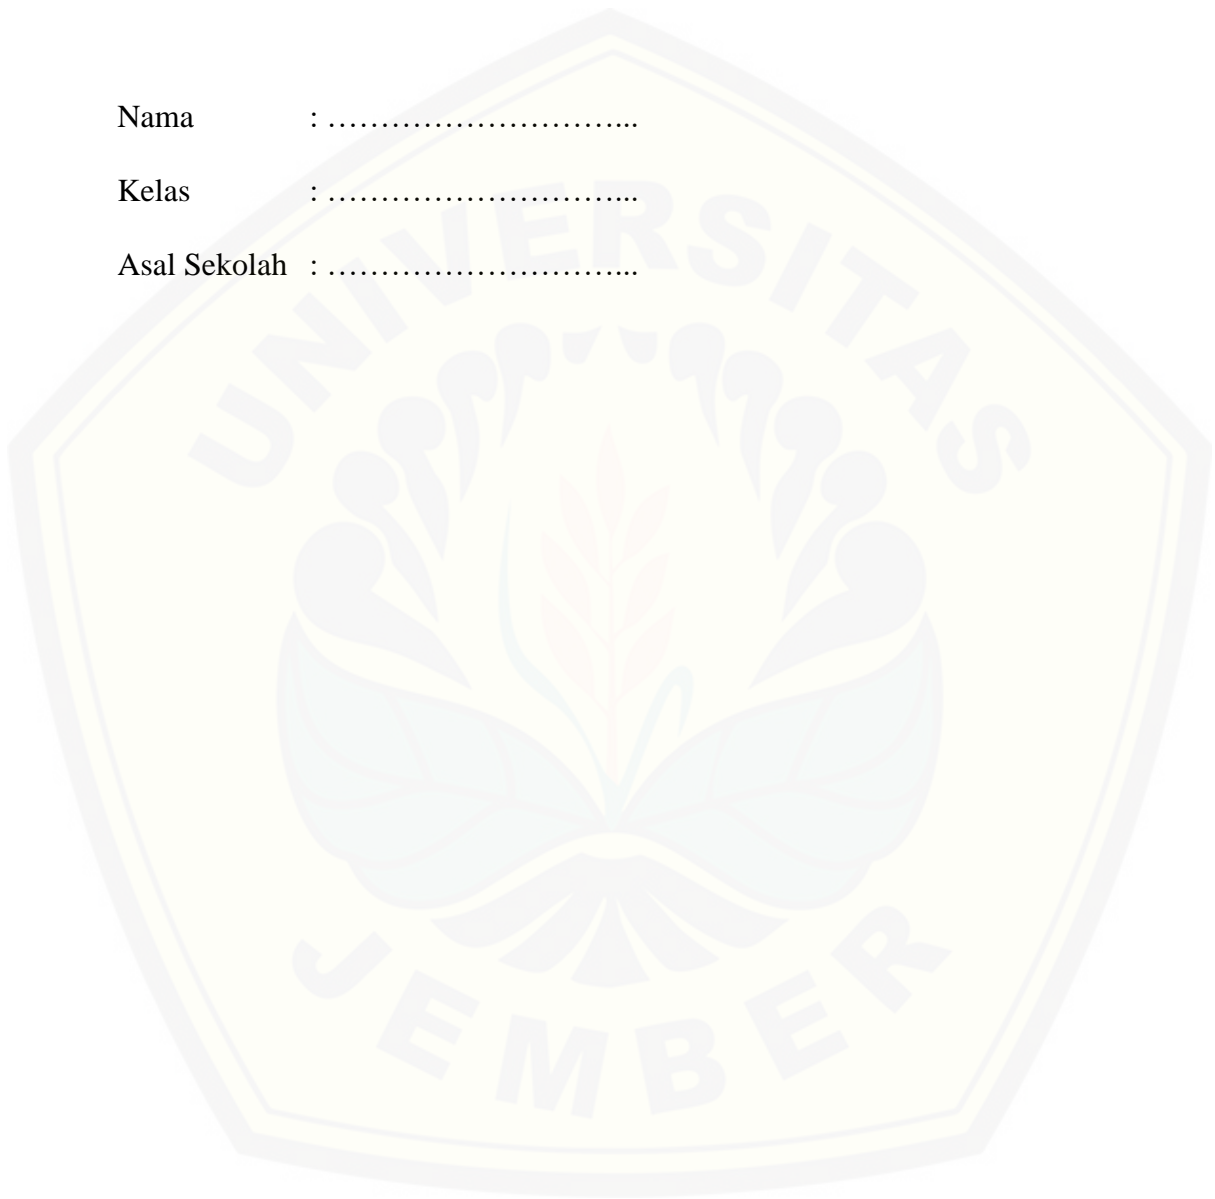 Nama : ………………………...
Kelas : ………………………...
Asal Sekolah : ………………………...
UNIVERSITAS
JEMBER